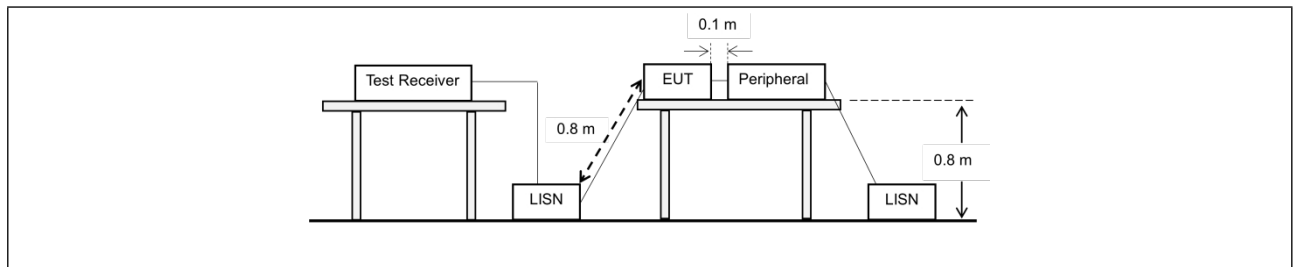 0.1 m
Test Receiver
EUT
Peripheral
0.8 m
0.8 m
LISN
LISN